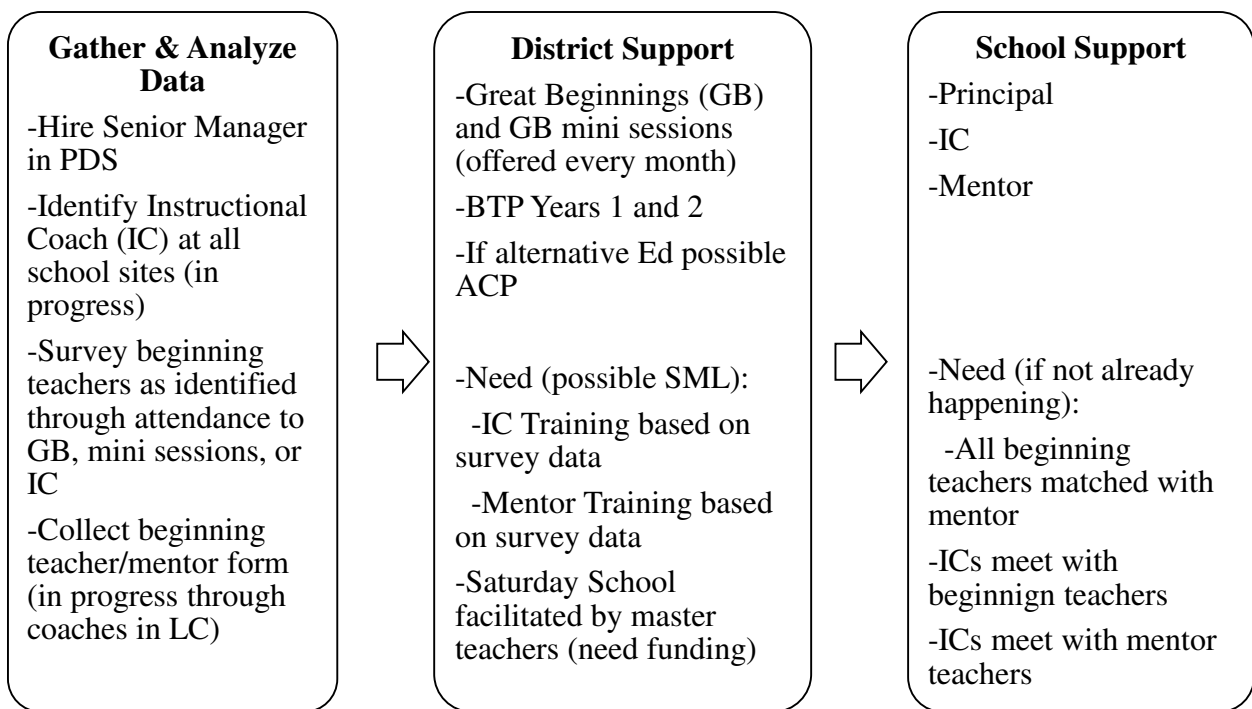 Gather & Analyze
Data
-Hire Senior Manager
in PDS
-Identify Instructional
Coach (IC) at all
school sites (in
progress)
-Survey beginning
teachers as identified
through attendance to
GB, mini sessions, or
IC
-Collect beginning
teacher/mentor form
(in progress through
coaches in LC)
District Support
-Great Beginnings (GB)
and GB mini sessions
(offered every month)
-BTP Years 1 and 2
-If alternative Ed possible
ACP
-Need (possible SML):
-IC Training based on
survey data
-Mentor Training based
on survey data
-Saturday School
facilitated by master
teachers (need funding)
School Support
-Principal
-IC
-Mentor
-Need (if not already
happening):
-All beginning
teachers matched with
mentor
-ICs meet with
beginnign teachers
-ICs meet with mentor
teachers